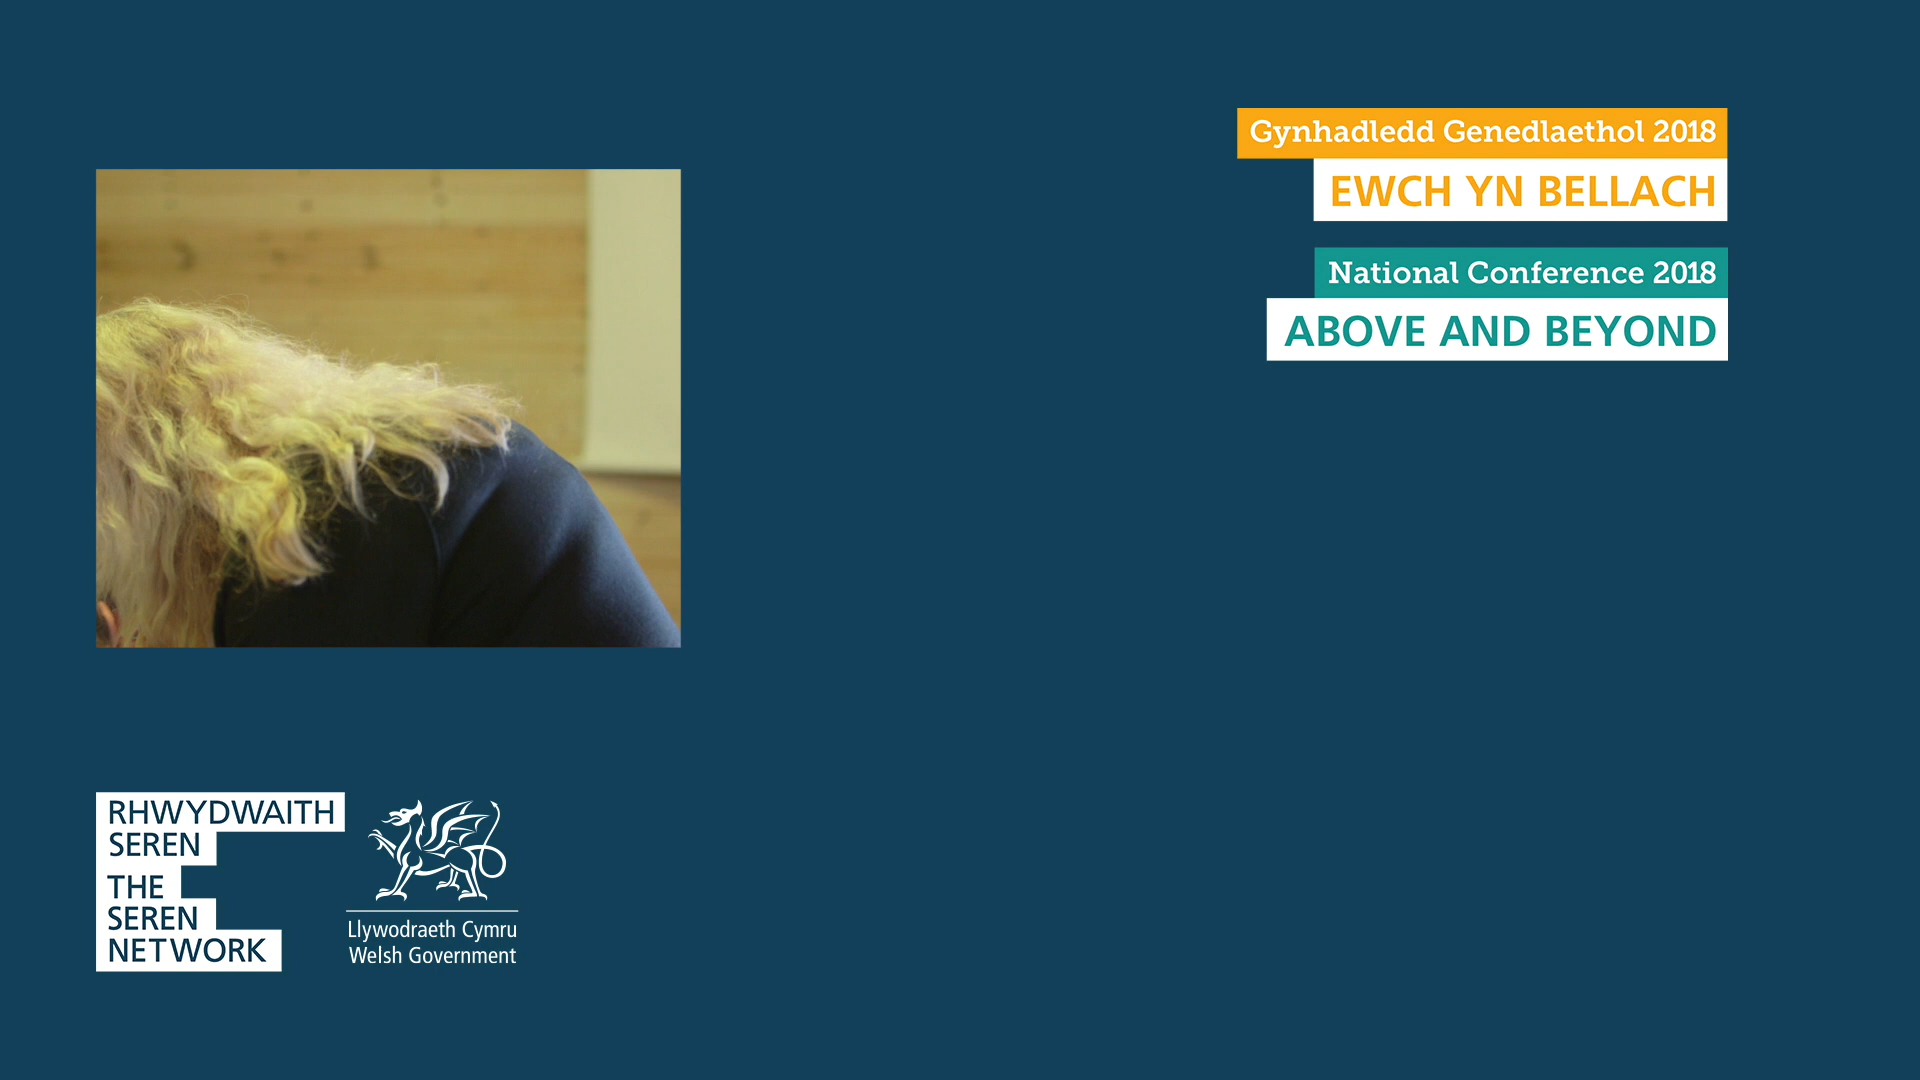 Gynhadledd Genedlaethol 2018
EWCH YN BELLACH
National Conference 2018
ABOVE AND BEYOND
RHWYDWAITH
SEREN
THE
SEREN
NETWORK
Llywodraeth Cymru
Welsh Government